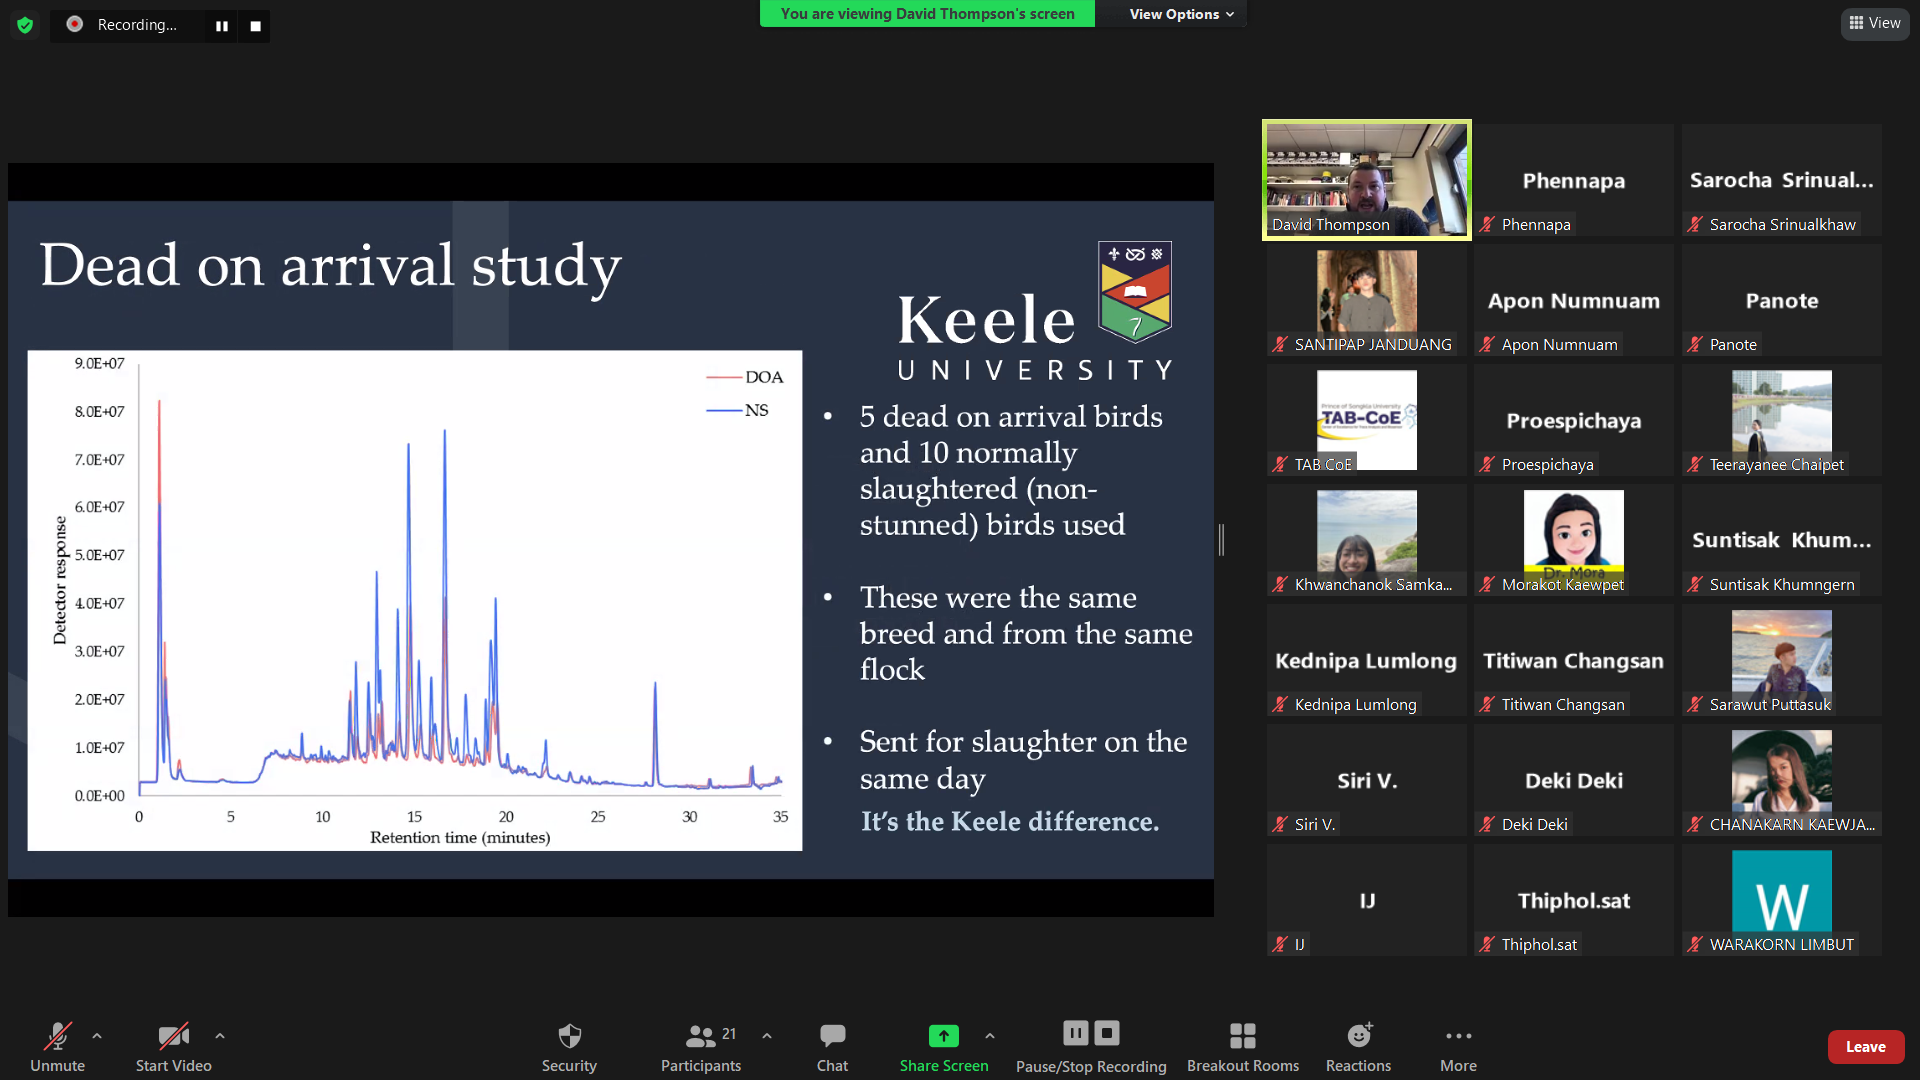 Recording...
You are viewing David Thompson's screen
View Options
View
Dead on arrival study
Keele
UNIVERSITY
9.0E+07
8.0E+07
7.0E+07
6.0E+07
5.0E+07
4.0E+07
3.0E+07
2.0E+07
1.0E+07
0.0E+00
Detector response
DOA
NS
0 5 10 15 20 25 30 35
Retention time (minutes)
• 5 dead on arrival birds
and 10 normally
slaughtered (non-
stunned) birds used
• These were the same
breed and from the same
flock
• Sent for slaughter on the
same day
It's the Keele difference.
David Thompson
Phennapa
Phennapa
Sarocha Srinual...
Sarocha Srinualkhaw
SANTIPAP JANDUANG
Apon Numnuam
Apon Numnuam
Panote
Panote
Prince of Songkla University
TAB-CoE
TAB CoE
Proespichaya
Proespichaya
Teerayanee Chaipet
Khwanchanok Samka...
Dr. Mora
Morakot Kaewpet
Suntisak Khum...
Suntisak Khumngern
Kednipa Lumlong
Kednipa Lumlong
Titiwan Changsan
Titiwan Changsan
Sarawut Puttasuk
Siri V.
Siri V.
Deki Deki
Deki Deki
CHANAKARN KAEWJA...
IJ
IJ
Thiphol.sat
Thiphol.sat
W
WARAKORN LIMBUT
Unmute
Start Video
Security
21
Participants
Chat
Share Screen
Pause/Stop Recording
Breakout Rooms
Reactions
More
Leave